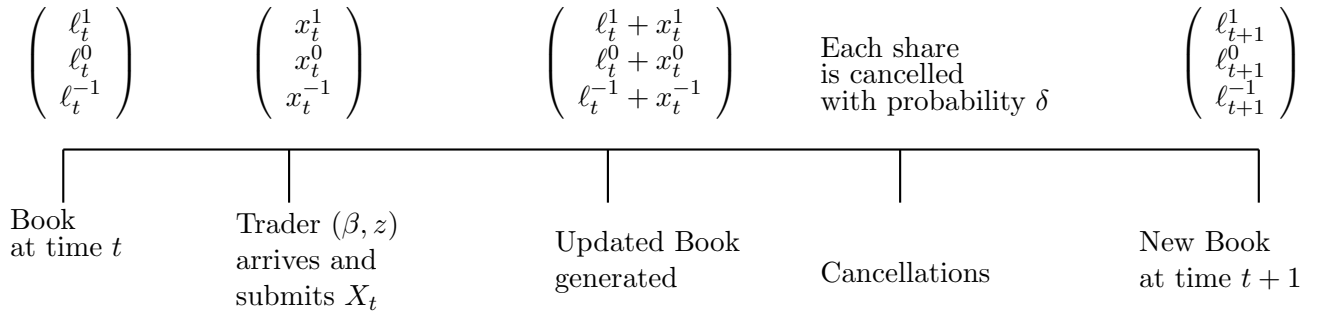 ( ℓ_t^1 ℓ_t^0 ℓ_t^{-1} )
( x_t^1 x_t^0 x_t^{-1} )
( ℓ_t^1 + x_t^1 ℓ_t^0 + x_t^0 ℓ_t^{-1} + x_t^{-1} )
Each share
is cancelled
with probability δ
( ℓ_{t+1}^1 ℓ_{t+1}^0 ℓ_{t+1}^{-1} )
Book
at time t
Trader (β, z)
arrives and
submits X_t
Updated Book
generated
Cancellations
New Book
at time t + 1